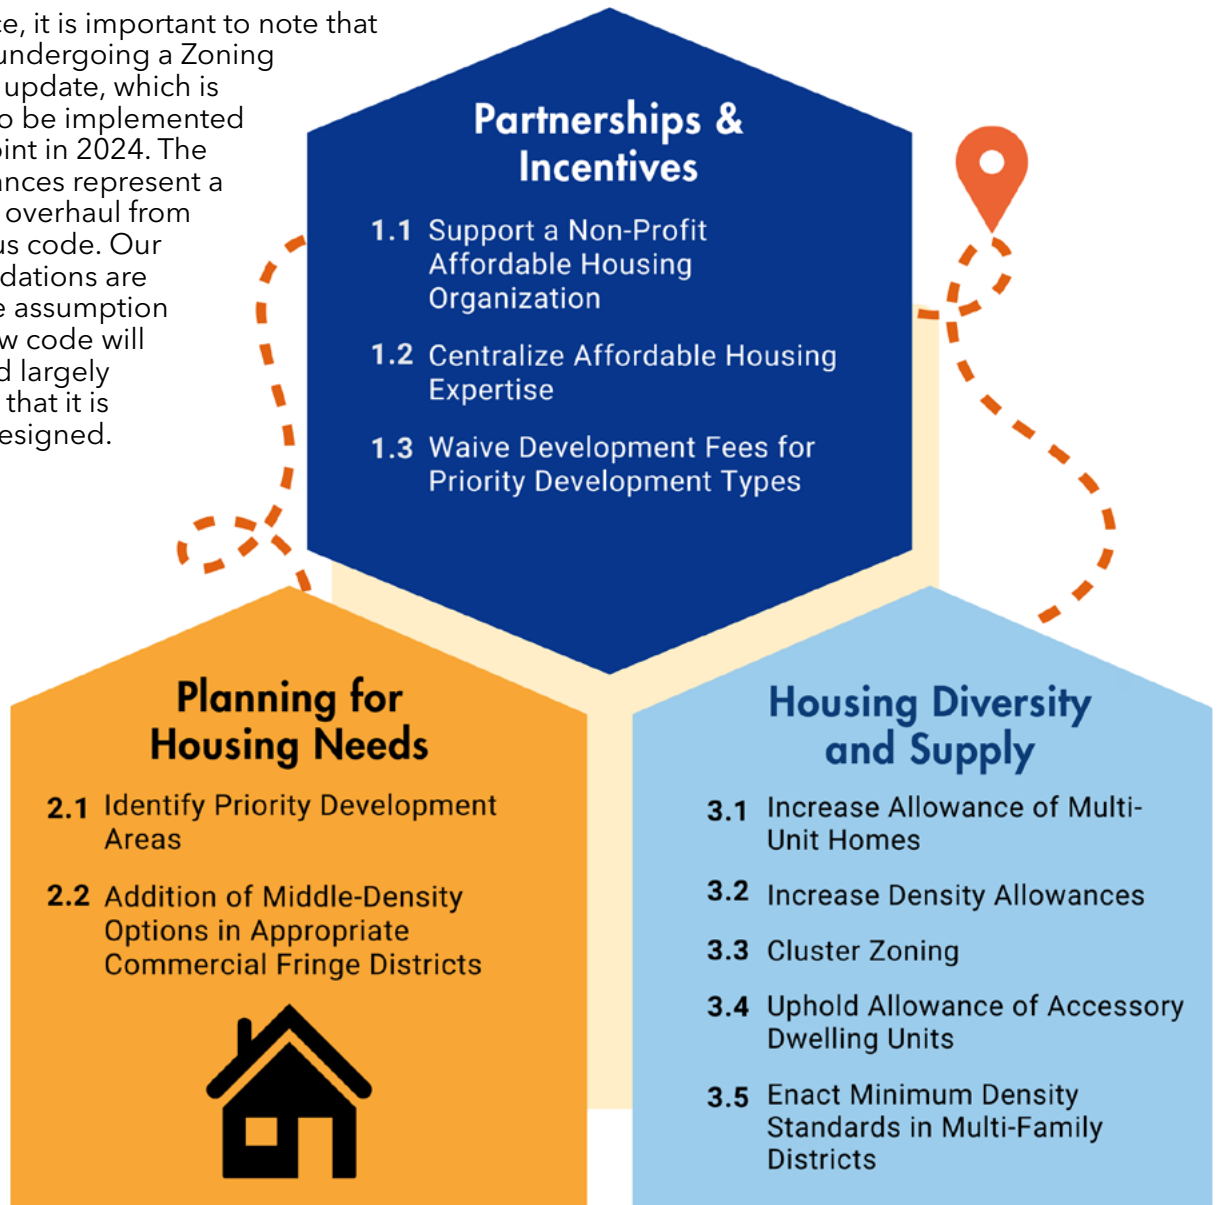 ce, it is important to note that
undergoing a Zoning
update, which is
o be implemented
oint in 2024. The
ances represent a
overhaul from
us code. Our
dations are
e assumption
w code will
d largely
that it is
esigned.
Partnerships &
Incentives
1.1 Support a Non-Profit
Affordable Housing
Organization
1.2 Centralize Affordable Housing
Expertise
1.3 Waive Development Fees for
Priority Development Types
Planning for
Housing Needs
2.1 Identify Priority Development
Areas
2.2 Addition of Middle-Density
Options in Appropriate
Commercial Fringe Districts
Housing Diversity
and Supply
3.1 Increase Allowance of Multi-
Unit Homes
3.2 Increase Density Allowances
3.3 Cluster Zoning
3.4 Uphold Allowance of Accessory
Dwelling Units
3.5 Enact Minimum Density
Standards in Multi-Family
Districts